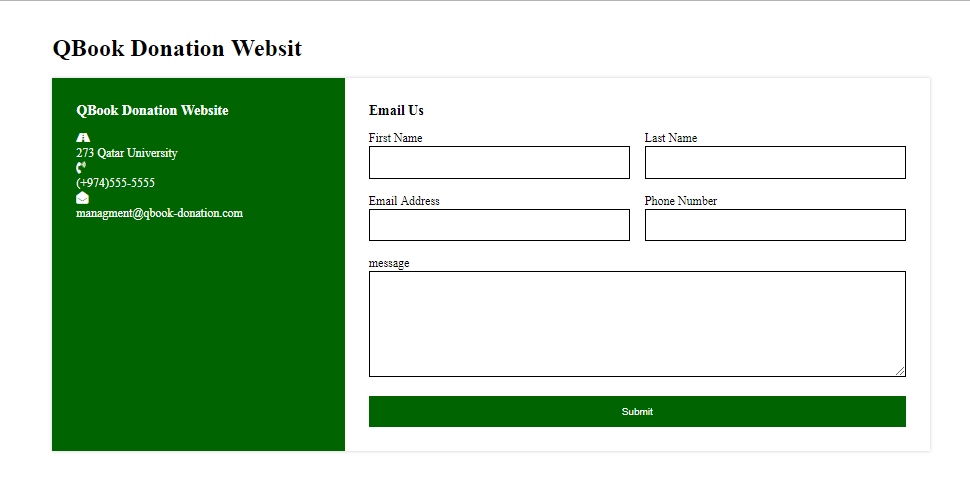 QBook Donation Websit
QBook Donation Website
273 Qatar University
(+974)555-5555
managment@qbook-donation.com
Email Us
First Name
Last Name
Email Address
Phone Number
message
Submit